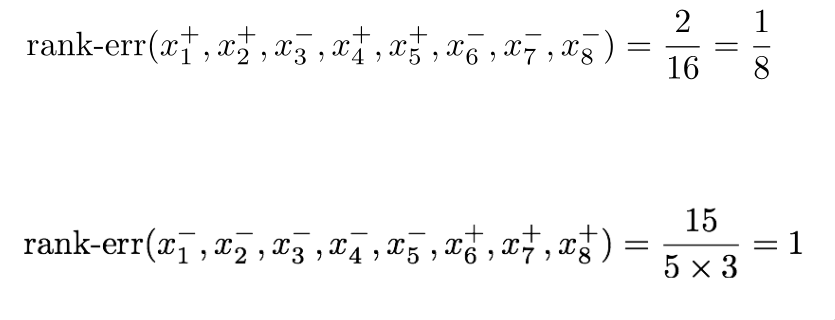 rank-err(x₁⁺, x₂⁺, x₃⁻, x₄⁺, x₅⁺, x₆⁻, x₇⁻, x₈⁻) = 2/16 = 1/8
rank-err(x₁⁻, x₂⁻, x₃⁻, x₄⁻, x₅⁻, x₆⁺, x₇⁺, x₈⁺) = 15/(5 × 3) = 1